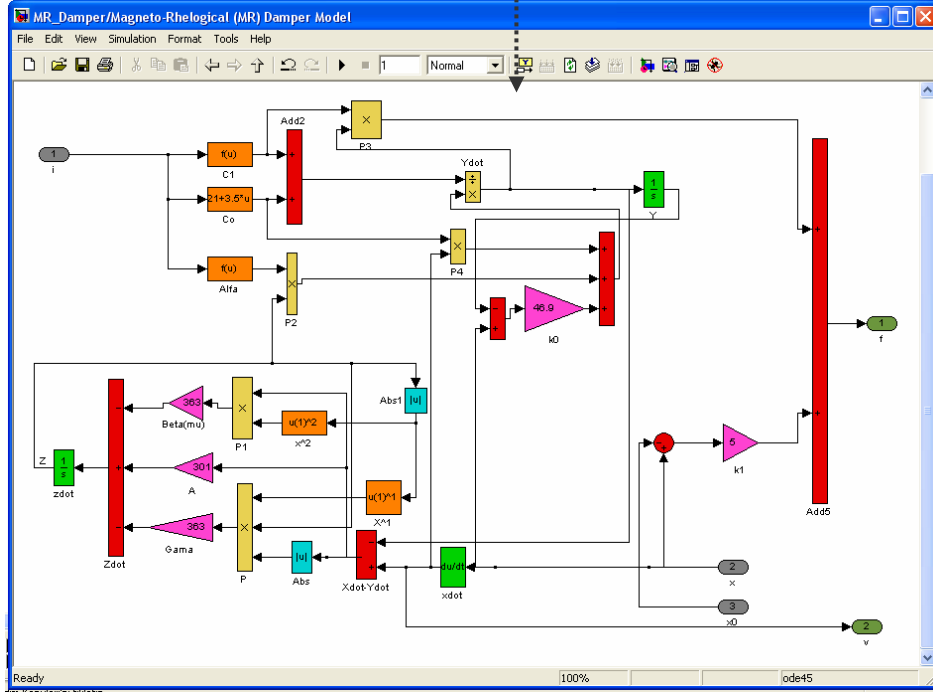 MR_Damper/Magneto-Rhelogical (MR) Damper Model
File Edit View Simulation Format Tools Help
1 Normal
Add2
×
P3
1
i
f(u)
C1
Ydot
÷
×
1
s
Y
21+3.5*u
Co
×
P4
f(u)
Alfa
×
P2
46.9
k0
1
f
Abs1
|u|
363
Beta(mu)
×
P1
u(1)^2
x^2
5
k1
Z
1
s
zdot
301
A
u(1)^1
X^1
Add5
363
Gama
×
P
|u|
Abs
Xdot-Ydot
du/dt
xdot
2
x
Zdot
3
x0
2
v
Ready 100% ode45